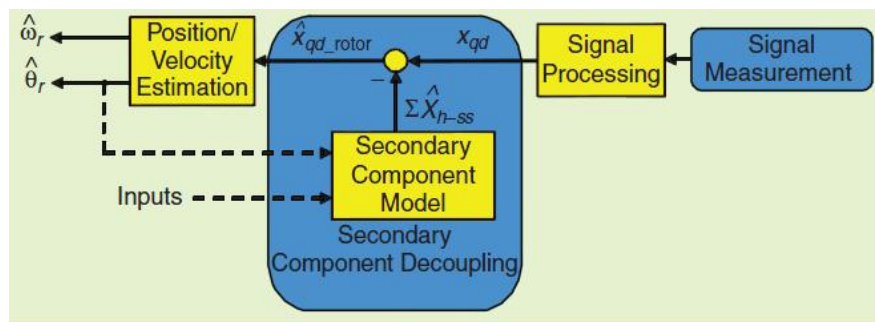 ω̂ᵣ
θ̂ᵣ
Position/
Velocity
Estimation
x̂qd_rotor
xqd
Signal
Processing
Signal
Measurement
–
ΣX̂h–ss
Secondary
Component
Model
Inputs
Secondary
Component Decoupling